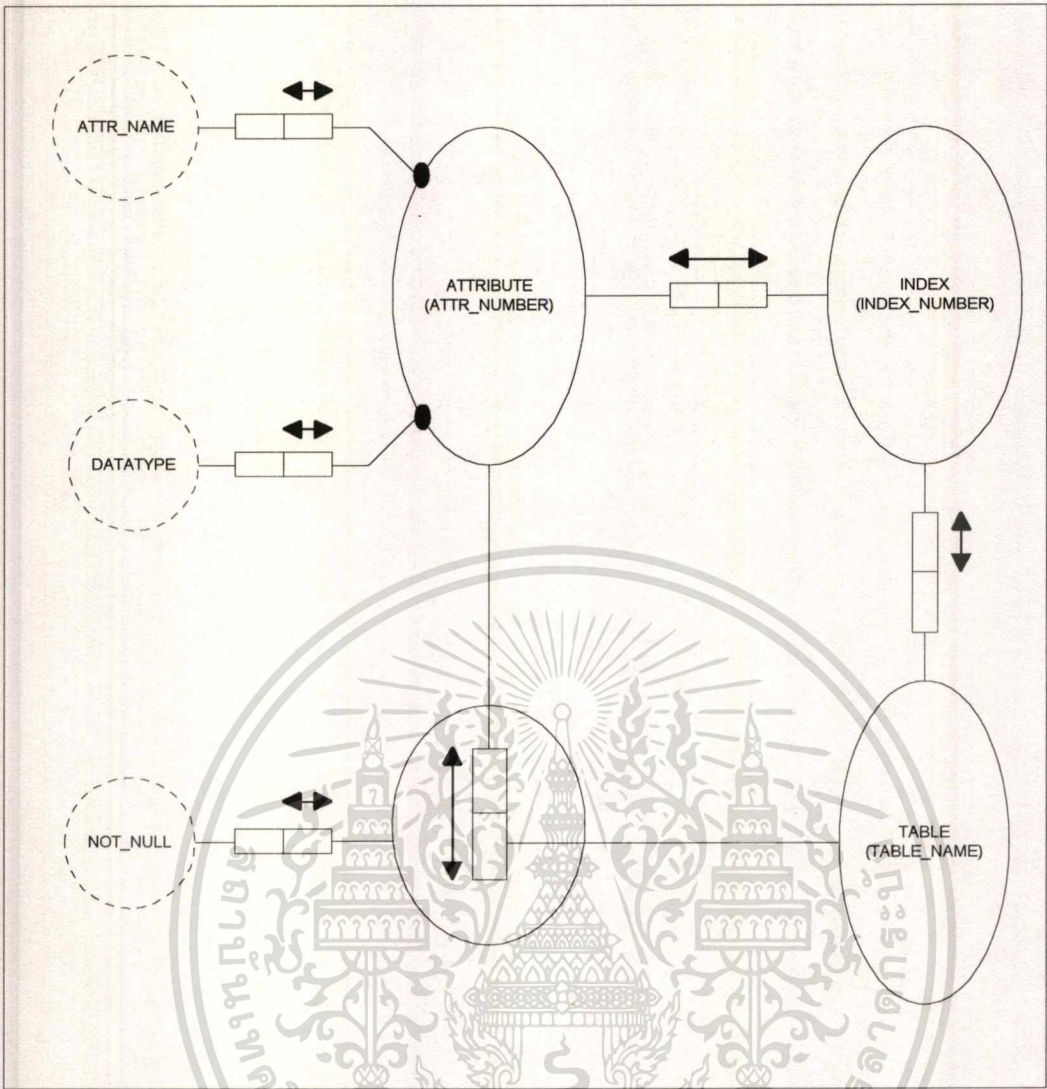 ATTR_NAME
ATTRIBUTE
(ATTR_NUMBER)
INDEX
(INDEX_NUMBER)
DATATYPE
NOT_NULL
TABLE
(TABLE_NAME)